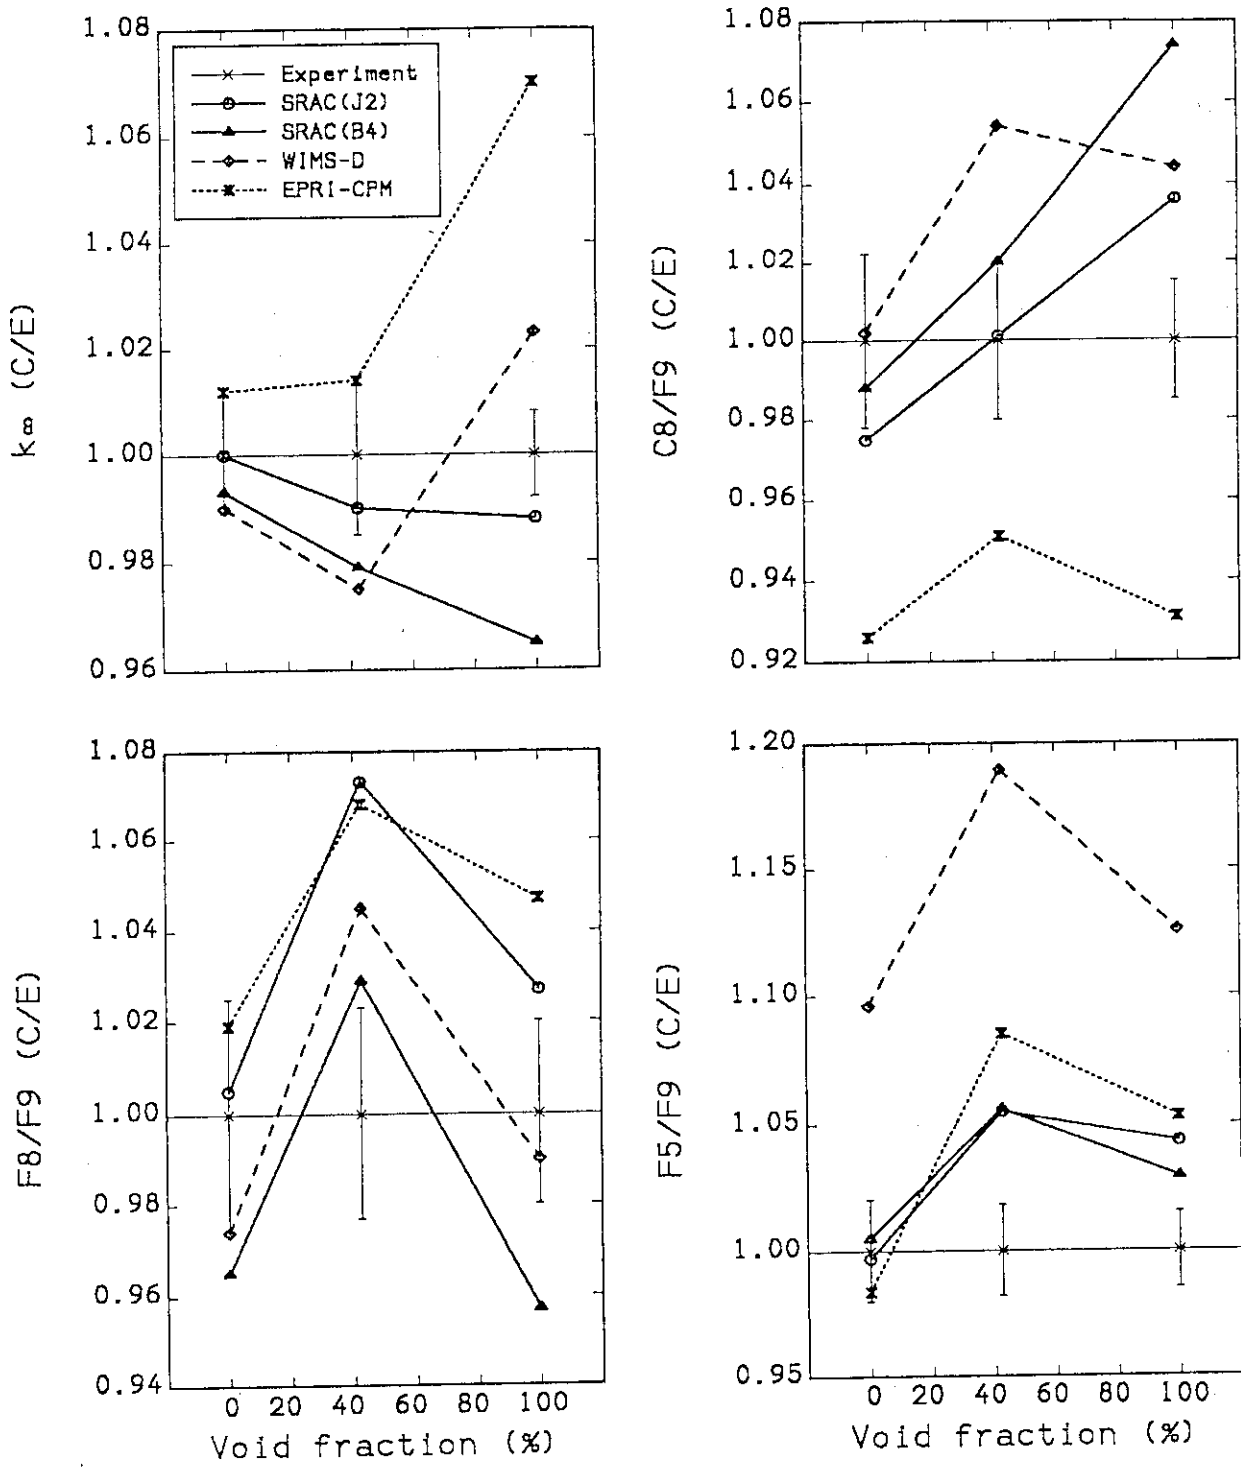 1.08
1.06
1.04
1.02
1.00
0.98
0.96
k∞ (C/E)
Experiment
SRAC(J2)
SRAC(B4)
WIMS-D
EPRI-CPM
1.08
1.06
1.04
1.02
1.00
0.98
0.96
0.94
0.92
C8/F9 (C/E)
1.08
1.06
1.04
1.02
1.00
0.98
0.96
0.94
F8/F9 (C/E)
0 20 40 60 80 100
Void fraction (%)
1.20
1.15
1.10
1.05
1.00
0.95
F5/F9 (C/E)
0 20 40 60 80 100
Void fraction (%)